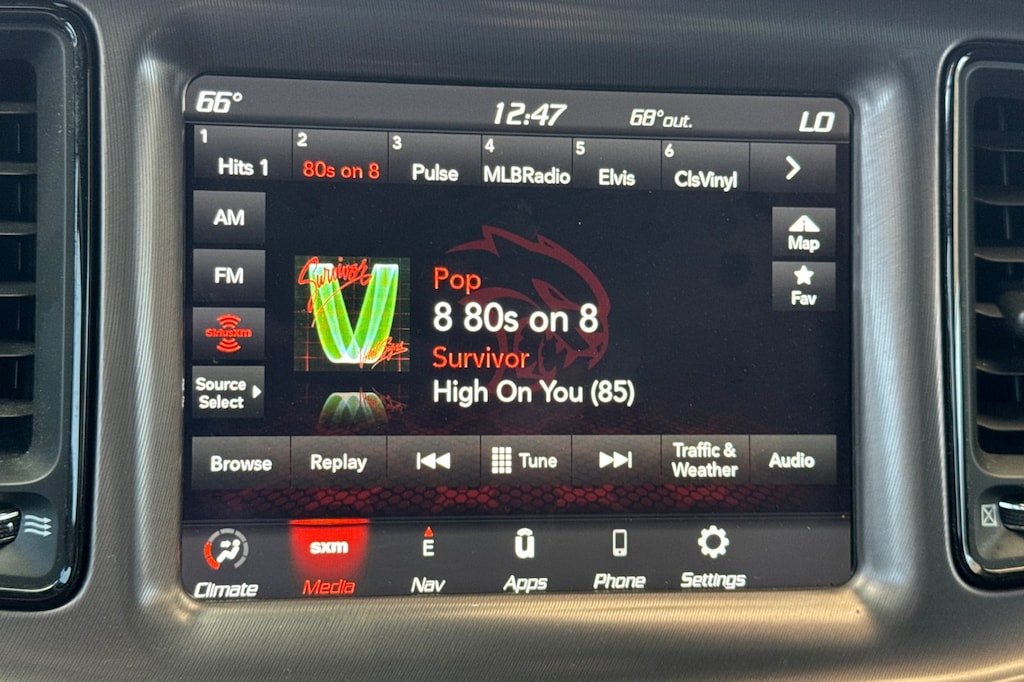 66°
12:47
68°out.
LO
1
Hits 1
2
80s on 8
3
Pulse
4
MLBRadio
5
Elvis
6
ClsVinyl
AM
FM
siriusxm
Source
Select
Survivor
Pop
8 80s on 8
Survivor
High On You (85)
Map
Fav
Browse
Replay
Tune
Traffic &
Weather
Audio
Climate
sxm
Media
E
Nav
Apps
Phone
Settings